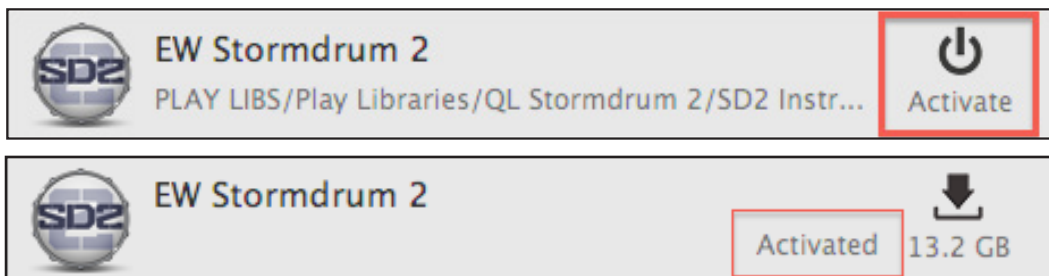 SD2
EW Stormdrum 2
PLAY LIBS/Play Libraries/QL Stormdrum 2/SD2 Instr...
Activate
SD2
EW Stormdrum 2
Activated
13.2 GB